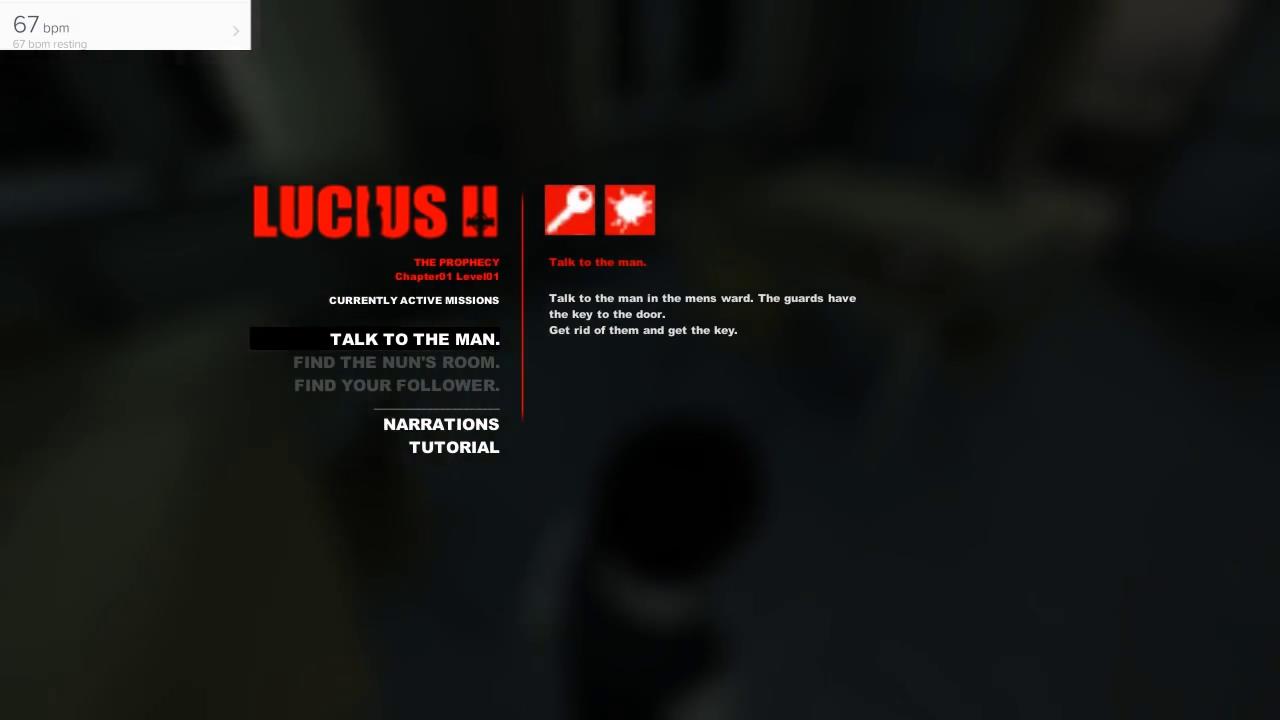 67 bpm
67 bpm resting
LUCIUS II
THE PROPHECY
Chapter01 Level01
CURRENTLY ACTIVE MISSIONS
TALK TO THE MAN.
FIND THE NUN'S ROOM.
FIND YOUR FOLLOWER.
NARRATIONS
TUTORIAL
Talk to the man.
Talk to the man in the mens ward. The guards have
the key to the door.
Get rid of them and get the key.